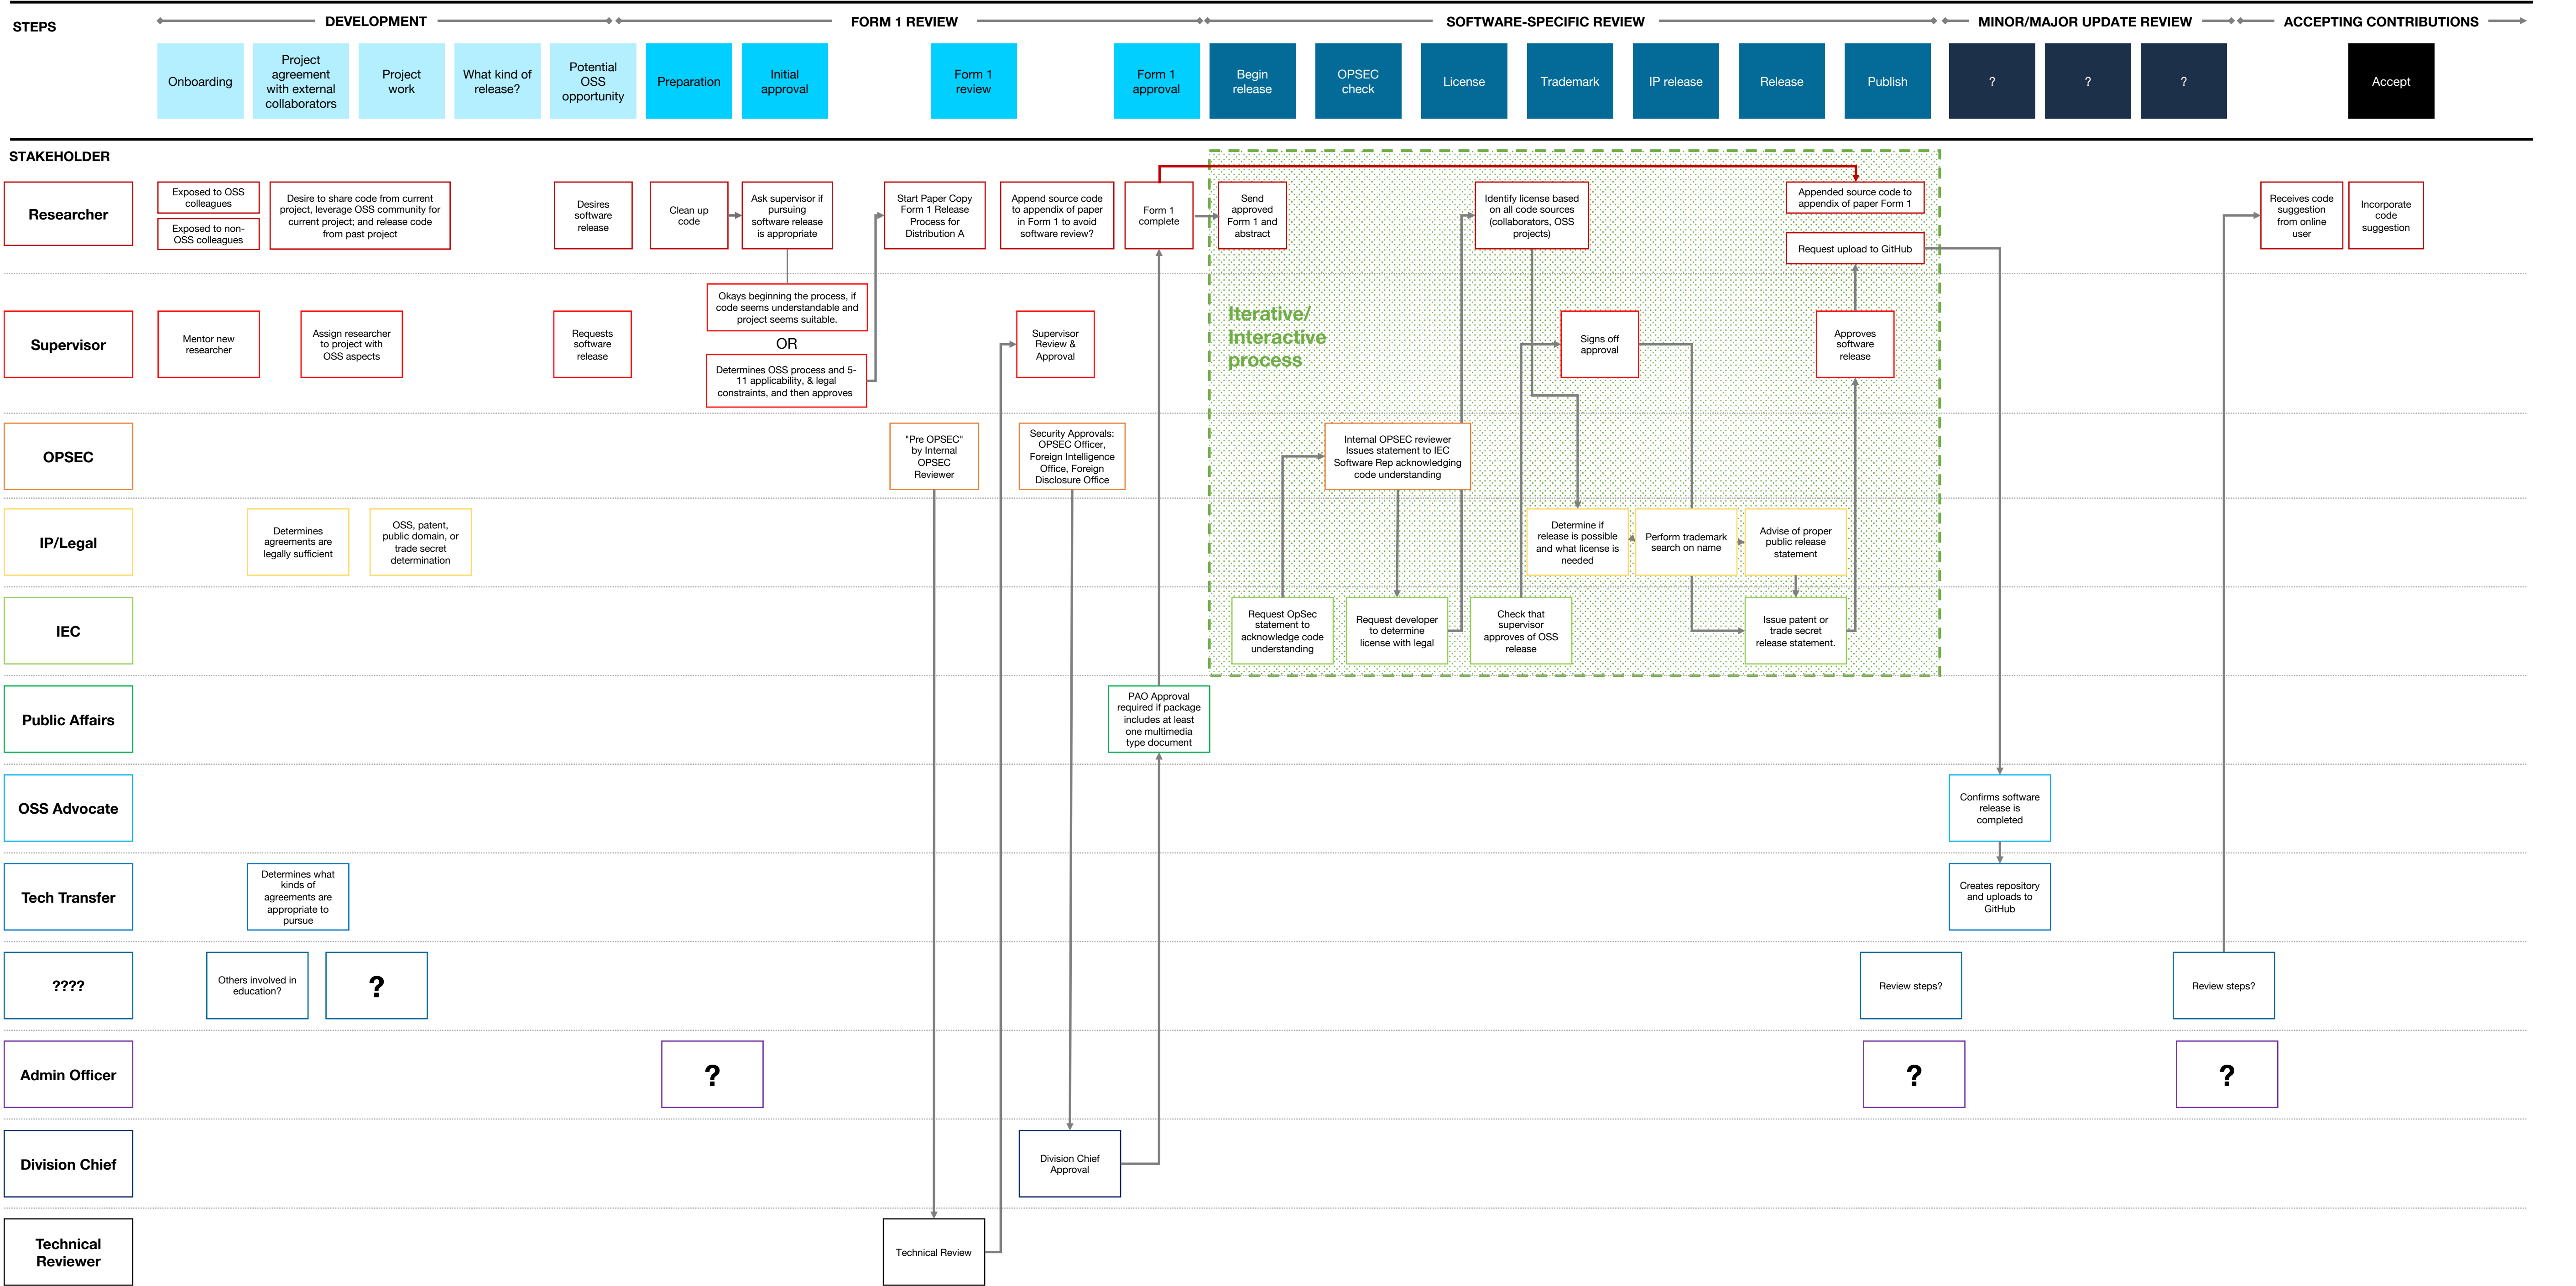 STEPS
DEVELOPMENT
FORM 1 REVIEW
SOFTWARE-SPECIFIC REVIEW
MINOR/MAJOR UPDATE REVIEW
ACCEPTING CONTRIBUTIONS
Onboarding
Project
agreement
with external
collaborators
Project
work
What kind of
release?
Potential
OSS
opportunity
Preparation
Initial
approval
Form 1
review
Form 1
approval
Begin
release
OPSEC
check
License
Trademark
IP release
Release
Publish
?
?
?
Accept
STAKEHOLDER
Researcher
Exposed to OSS
colleagues
Exposed to non-
OSS colleagues
Desire to share code from current
project, leverage OSS community for
current project; and release code
from past project
Desires
software
release
Clean up
code
Ask supervisor if
pursuing
software release
is appropriate
Start Paper Copy
Form 1 Release
Process for
Distribution A
Append source code
to appendix of paper
in Form 1 to avoid
software review?
Form 1
complete
Send
approved
Form 1 and
abstract
Identify license based
on all code sources
(collaborators, OSS
projects)
Appended source code to
appendix of paper Form 1
Request upload to GitHub
Receives code
suggestion
from online
user
Incorporate
code
suggestion
Supervisor
Mentor new
researcher
Assign researcher
to project with
OSS aspects
Requests
software
release
Okays beginning the process, if
code seems understandable and
project seems suitable.
OR
Determines OSS process and 5-
11 applicability, & legal
constraints, and then approves
Supervisor
Review &
Approval
Iterative/
Interactive
process
Signs off
approval
Approves
software
release
OPSEC
"Pre OPSEC"
by Internal
OPSEC
Reviewer
Security Approvals:
OPSEC Officer,
Foreign Intelligence
Office, Foreign
Disclosure Office
Internal OPSEC reviewer
Issues statement to IEC
Software Rep acknowledging
code understanding
IP/Legal
Determines
agreements are
legally sufficient
OSS, patent,
public domain, or
trade secret
determination
Determine if
release is possible
and what license is
needed
Perform trademark
search on name
Advise of proper
public release
statement
IEC
Request OpSec
statement to
acknowledge code
understanding
Request developer
to determine
license with legal
Check that
supervisor
approves of OSS
release
Issue patent or
trade secret
release statement.
Public Affairs
PAO Approval
required if package
includes at least
one multimedia
type document
OSS Advocate
Confirms software
release is
completed
Tech Transfer
Determines what
kinds of
agreements are
appropriate to
pursue
Creates repository
and uploads to
GitHub
????
Others involved in
education?
?
Review steps?
Review steps?
Admin Officer
?
?
?
Division Chief
Division Chief
Approval
Technical
Reviewer
Technical Review